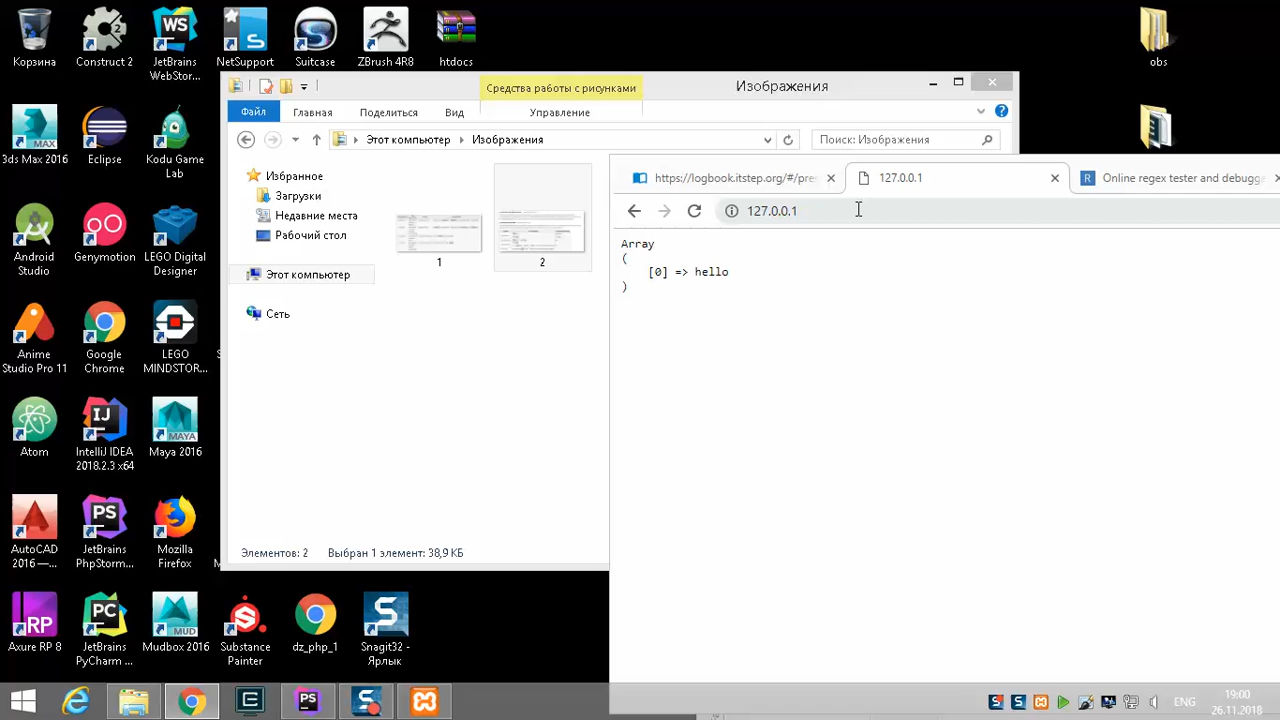 Корзина
Construct 2
JetBrains
WebStor...
NetSupport
Suitcase
ZBrush 4R8
htdocs
obs
3ds Max 2016
Eclipse
Kodu Game
Lab
Android
Studio
Genymotion
LEGO Digital
Designer
Anime
Studio Pro 11
Google
Chrome
LEGO
MINDSTOR...
Atom
IntelliJ IDEA
2018.2.3 x64
Maya 2016
AutoCAD
2016 —...
JetBrains
PhpStorm...
Mozilla
Firefox
Axure RP 8
JetBrains
PyCharm ...
Mudbox 2016
Substance
Painter
dz_php_1
Snagit32 -
Ярлык
Средства работы с рисунками
Изображения
Файл
Главная
Поделиться
Вид
Управление
Этот компьютер
Изображения
Поиск: Изображения
Избранное
Загрузки
Недавние места
Рабочий стол
Этот компьютер
Сеть
1
2
Элементов: 2
Выбран 1 элемент: 38,9 КБ
https://logbook.itstep.org/#/pre
127.0.0.1
Online regex tester and debugg
127.0.0.1
Array
(
[0] => hello
)
ENG
19:00
26.11.2018